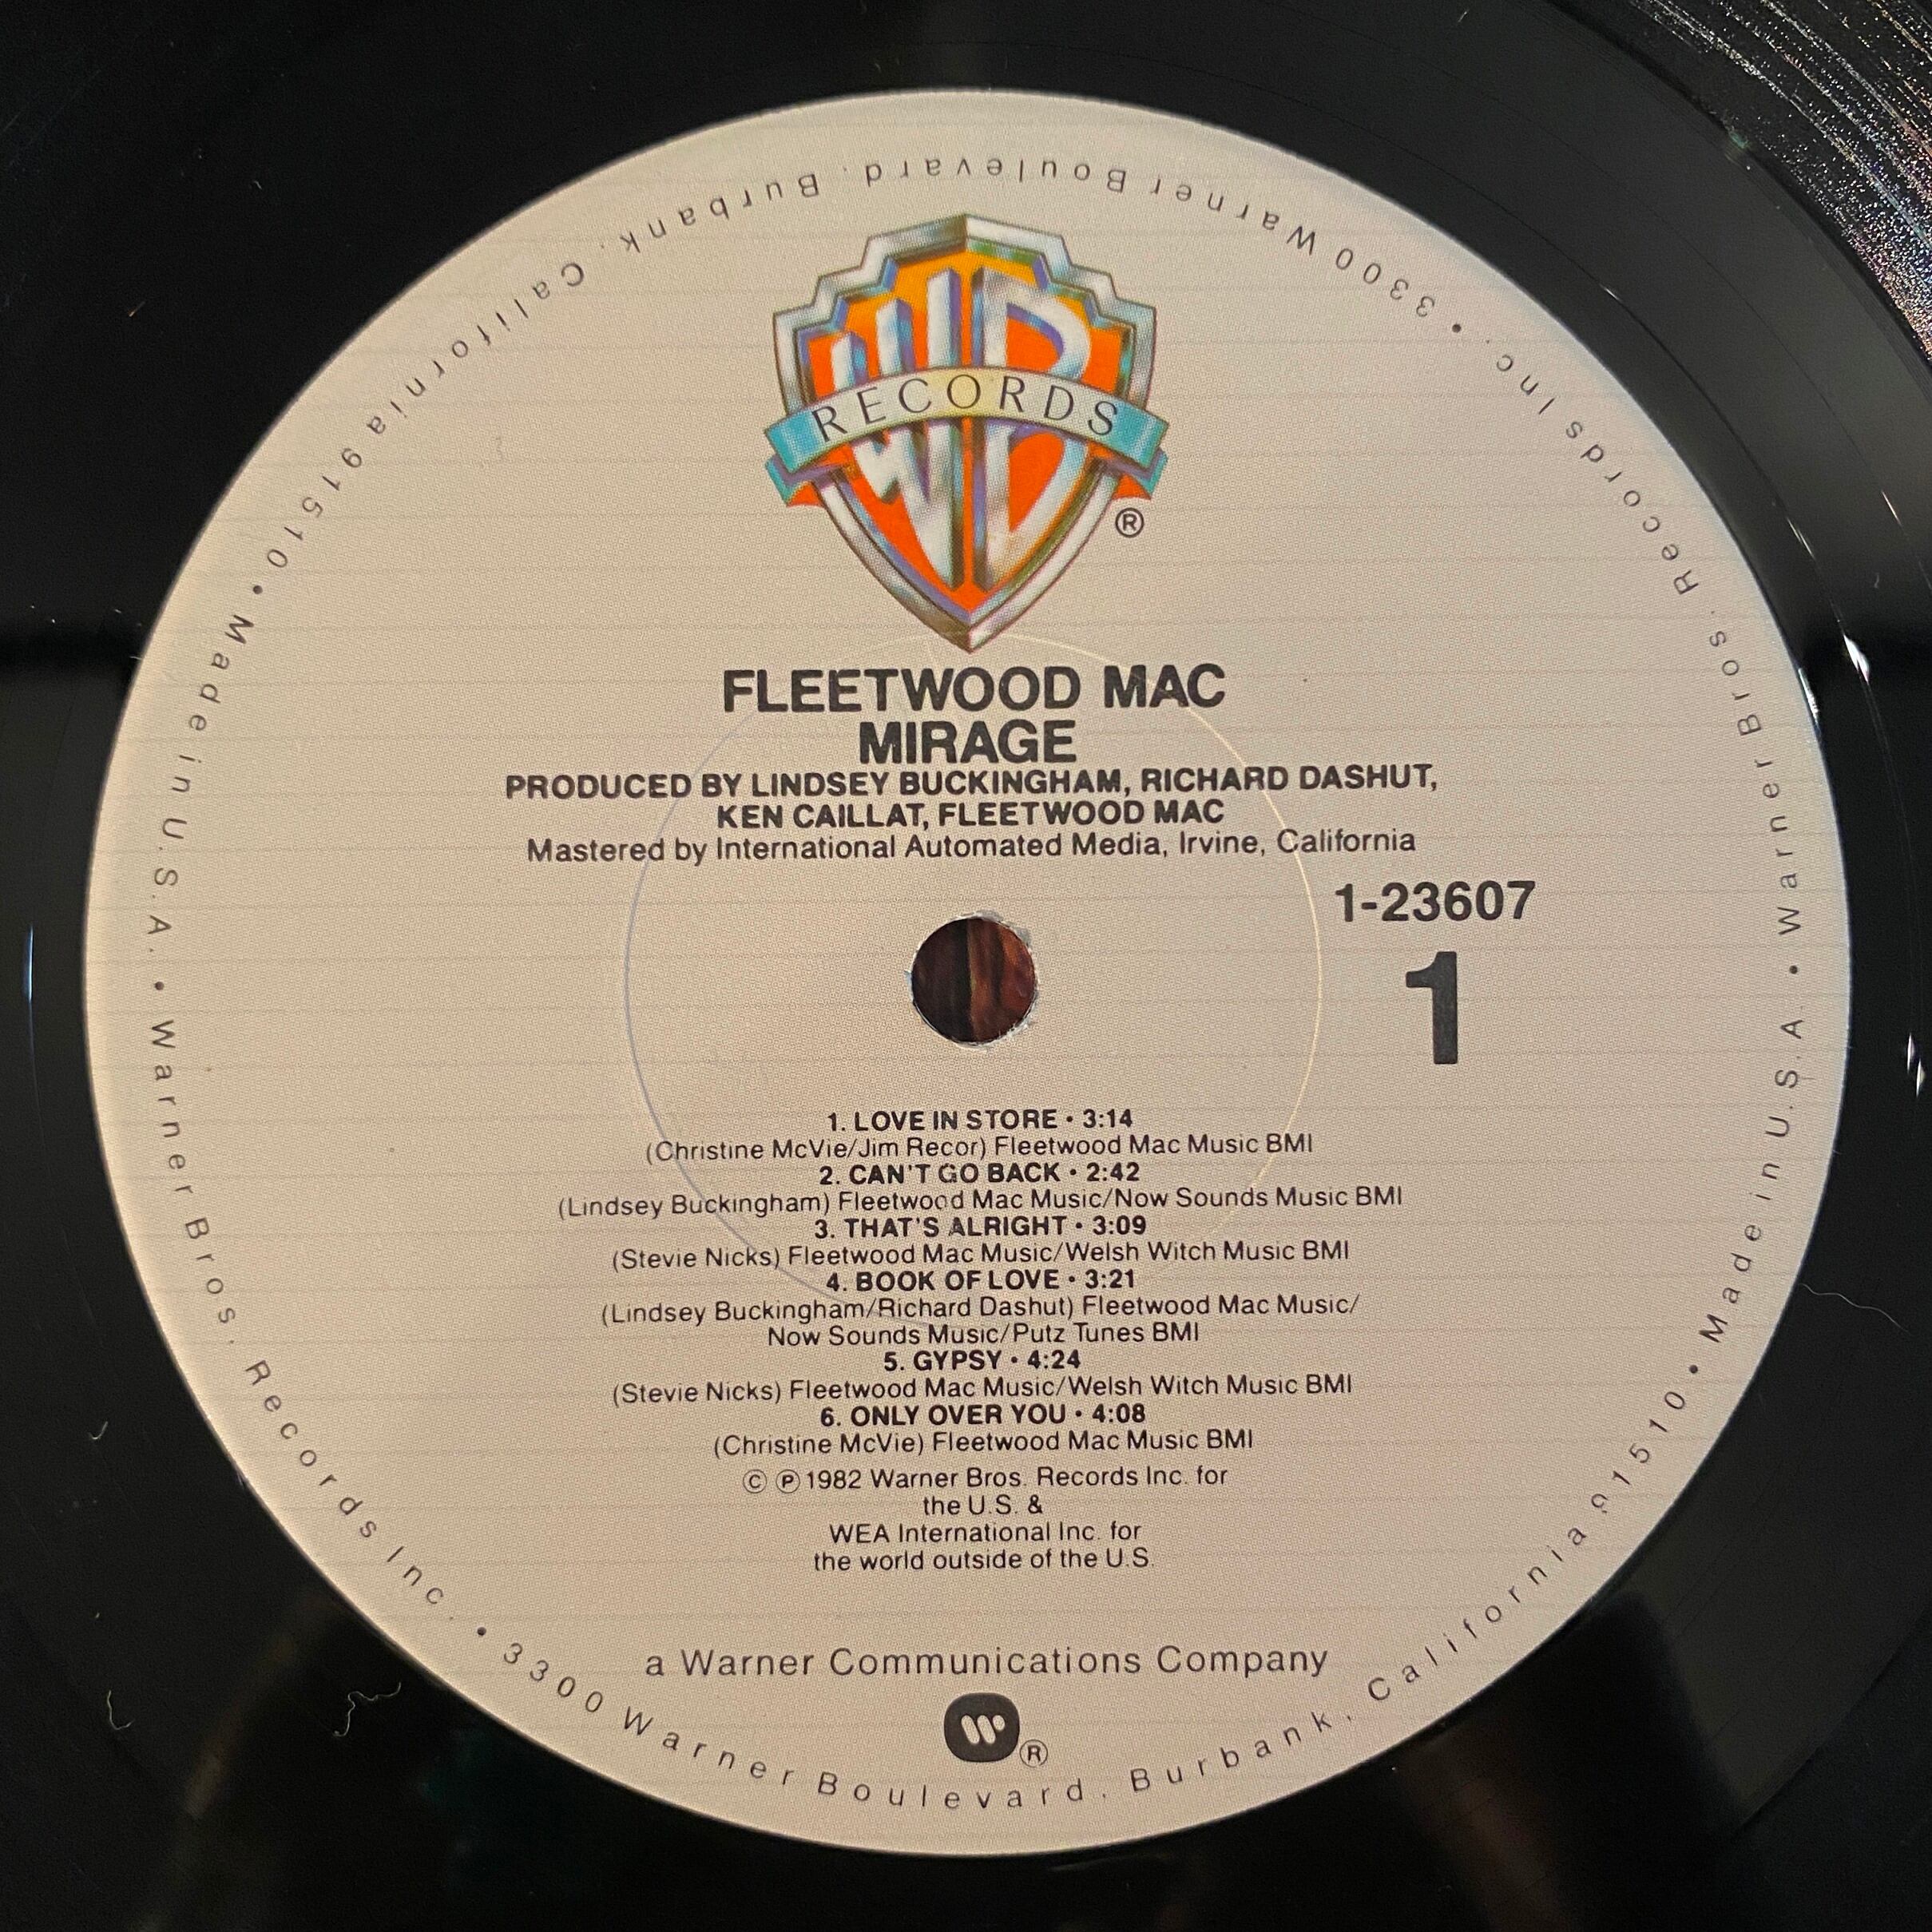 WB
RECORDS
®
FLEETWOOD MAC
MIRAGE
PRODUCED BY LINDSEY BUCKINGHAM, RICHARD DASHUT,
KEN CAILLAT, FLEETWOOD MAC
Mastered by International Automated Media, Irvine, California
1-23607
1
1. LOVE IN STORE • 3:14
(Christine McVie/Jim Recor) Fleetwood Mac Music BMI
2. CAN'T GO BACK • 2:42
(Lindsey Buckingham) Fleetwood Mac Music/Now Sounds Music BMI
3. THAT'S ALRIGHT • 3:09
(Stevie Nicks) Fleetwood Mac Music/Welsh Witch Music BMI
4. BOOK OF LOVE • 3:21
(Lindsey Buckingham/Richard Dashut) Fleetwood Mac Music/
Now Sounds Music/Putz Tunes BMI
5. GYPSY • 4:24
(Stevie Nicks) Fleetwood Mac Music/Welsh Witch Music BMI
6. ONLY OVER YOU • 4:08
(Christine McVie) Fleetwood Mac Music BMI
© ℗ 1982 Warner Bros. Records Inc. for
the U.S. &
WEA International Inc. for
the world outside of the U.S.
a Warner Communications Company
W ®
• Warner Bros. Records Inc. • 3300 Warner Boulevard, Burbank, California 91510 • Made in U.S.A. • Warner Bros. Records Inc. • 3300 Warner Boulevard, Burbank, California 91510 • Made in U.S.A.